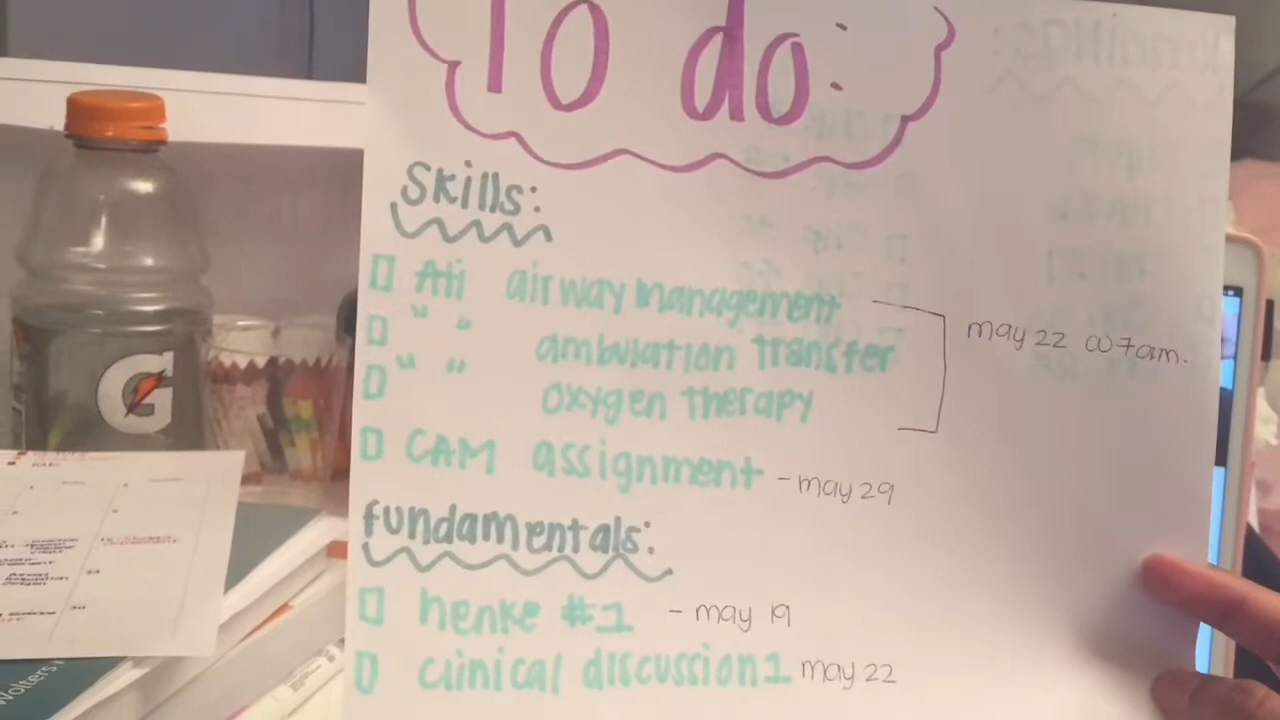 To do:
Skills:
Ati airway management
" " ambulation transfer
" " oxygen therapy
may 22 @ 7am.
CAM assignment - may 29
fundamentals:
henke #1 - may 19
clinical discussion 1 may 22
G
Wolters